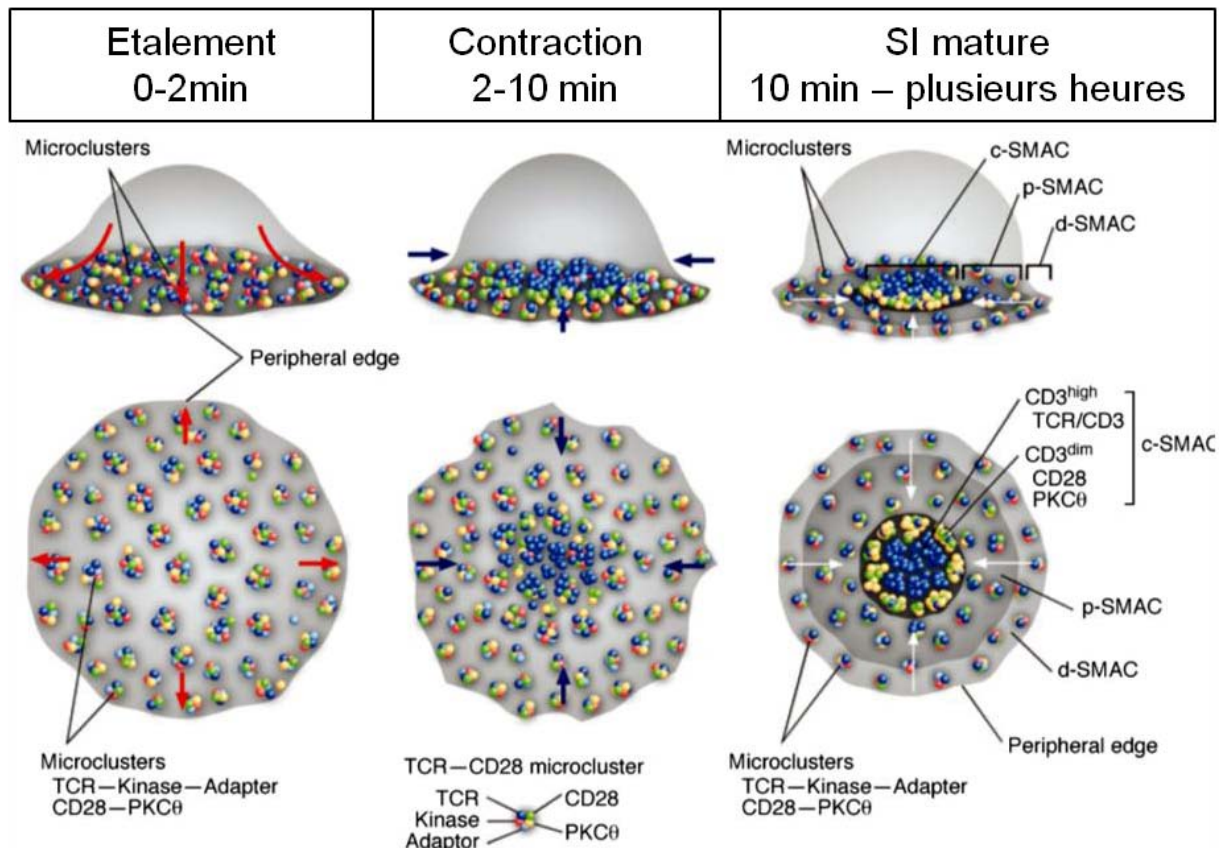 Etalement
0-2min
Contraction
2-10 min
SI mature
10 min – plusieurs heures
Microclusters
Peripheral edge
Microclusters
TCR—Kinase—Adapter
CD28—PKCθ
TCR—CD28 microcluster
TCR
Kinase
Adaptor
CD28
PKCθ
Microclusters
c-SMAC
p-SMAC
d-SMAC
CD3high
TCR/CD3
CD3dim
CD28
PKCθ
c-SMAC
p-SMAC
d-SMAC
Peripheral edge
Microclusters
TCR—Kinase—Adapter
CD28—PKCθ